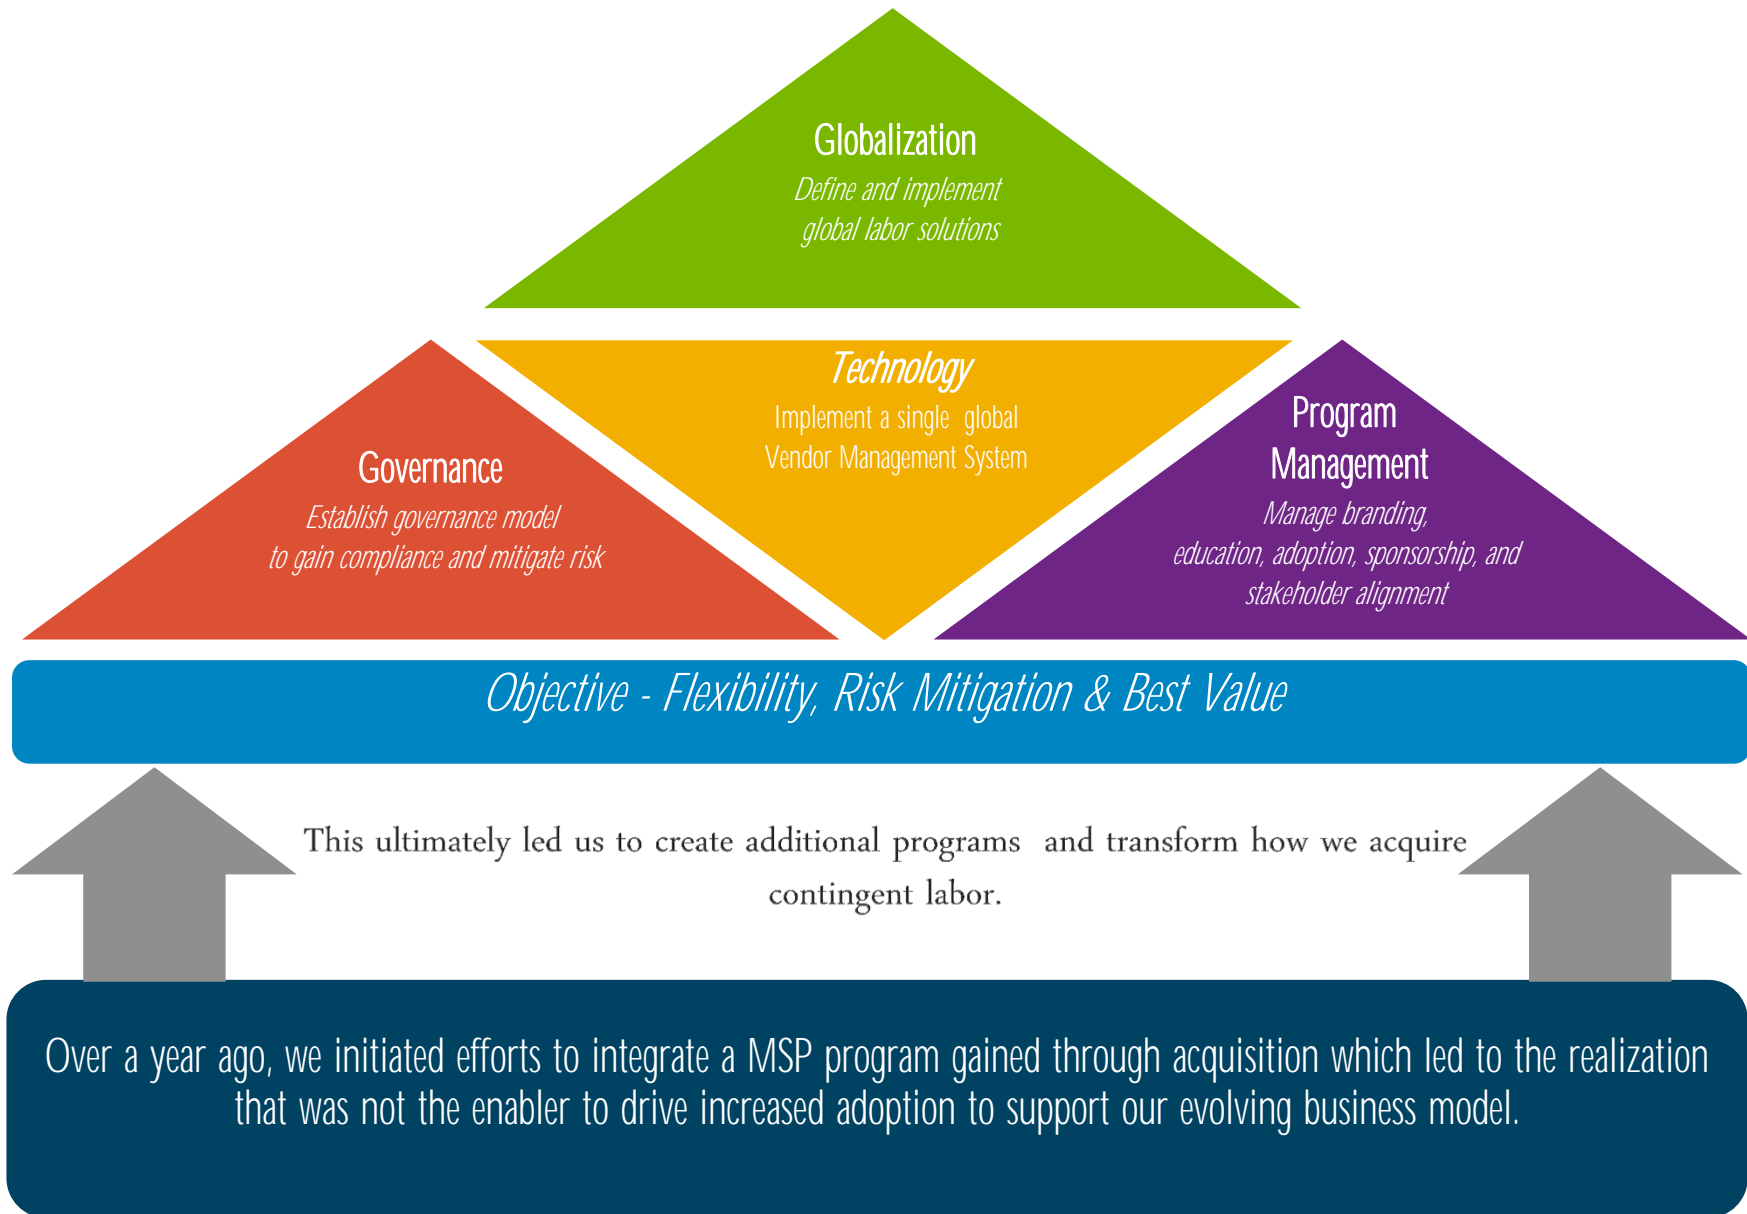 Globalization
Define and implement
global labor solutions
Technology
Implement a single  global
Vendor Management System
Governance
Establish governance model
to gain compliance and mitigate risk
Program
Management
Manage branding,
education, adoption, sponsorship, and
stakeholder alignment
Objective - Flexibility, Risk Mitigation & Best Value
This ultimately led us to create additional programs  and transform how we acquire
contingent labor.
Over a year ago, we initiated efforts to integrate a MSP program gained through acquisition which led to the realization
that was not the enabler to drive increased adoption to support our evolving business model.